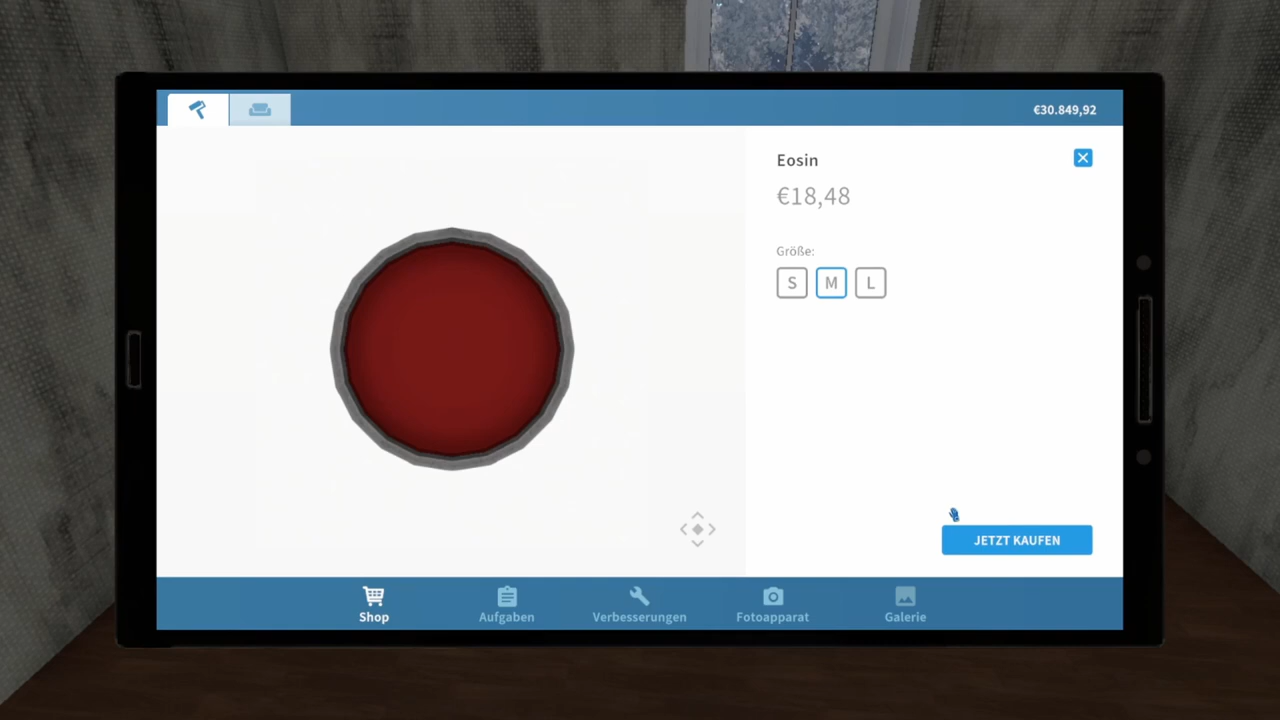 €30.849,92
Eosin
€18,48
Größe:
S M L
JETZT KAUFEN
Shop Aufgaben Verbesserungen Fotoapparat Galerie